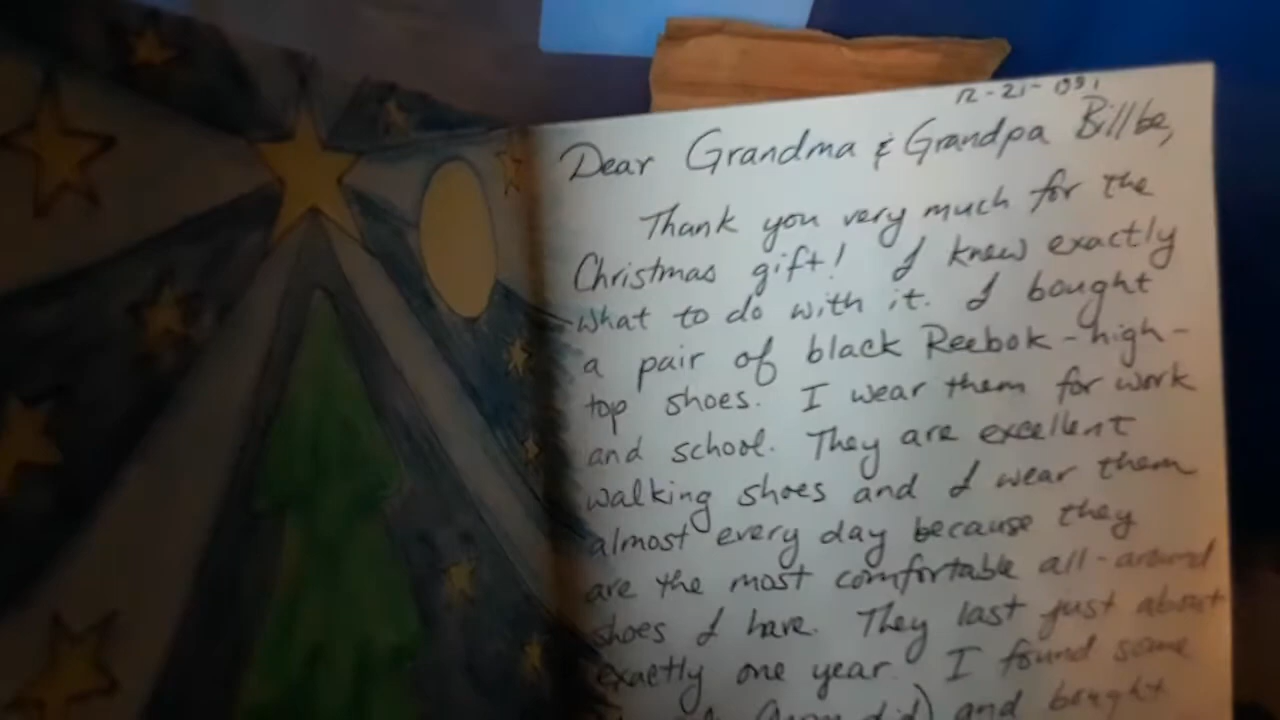 12-21-
Dear Grandma & Grandpa Billbe,
Thank you very much for the
Christmas gift! I knew exactly
what to do with it. I bought
a pair of black Reebok-high-
top shoes. I wear them for work
and school. They are excellent
walking shoes and I wear them
almost every day because they
are the most comfortable all-around
shoes I have. They last just about
exactly one year. I found some
did) and bought